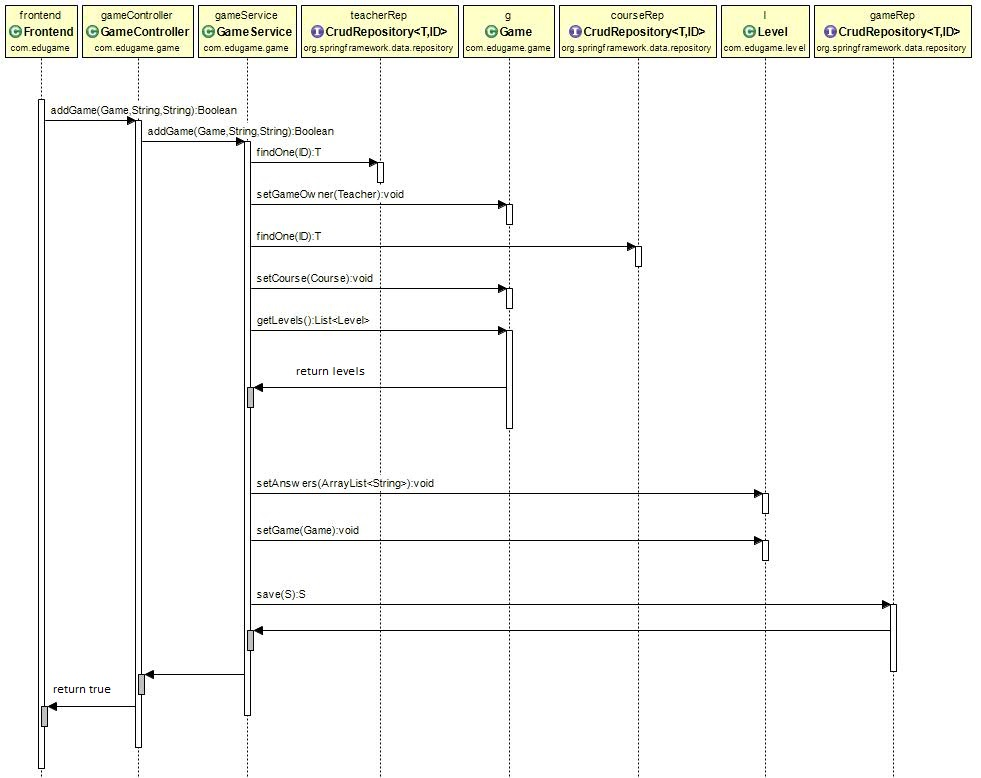 frontend
Frontend
com.edugame
gameController
GameController
com.edugame.game
gameService
GameService
com.edugame.game
teacherRep
CrudRepository<T,ID>
org.springframework.data.repository
g
Game
com.edugame.game
courseRep
CrudRepository<T,ID>
org.springframework.data.repository
l
Level
com.edugame.level
gameRep
CrudRepository<T,ID>
org.springframework.data.repository
addGame(Game,String,String):Boolean
addGame(Game,String,String):Boolean
findOne(ID):T
setGameOwner(Teacher):void
findOne(ID):T
setCourse(Course):void
getLevels():List<Level>
return levels
setAnswers(ArrayList<String>):void
setGame(Game):void
save(S):S
return true